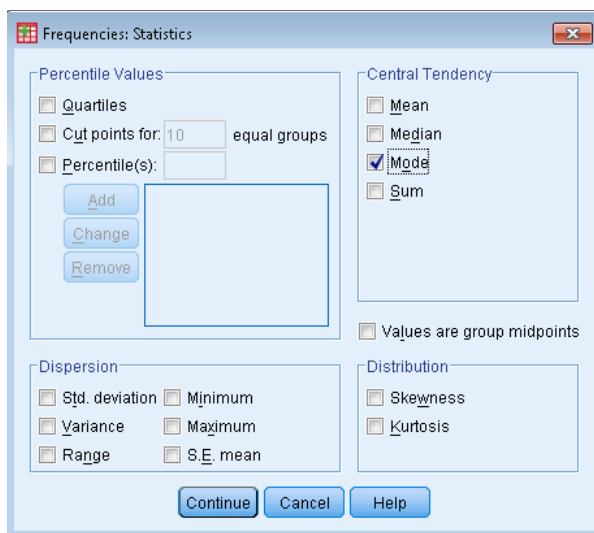 Frequencies: Statistics
Percentile Values
Quartiles
Cut points for: 10 equal groups
Percentile(s):
Add
Change
Remove
Central Tendency
Mean
Median
Mode
Sum
Values are group midpoints
Dispersion
Std. deviation Minimum
Variance Maximum
Range S.E. mean
Distribution
Skewness
Kurtosis
Continue Cancel Help